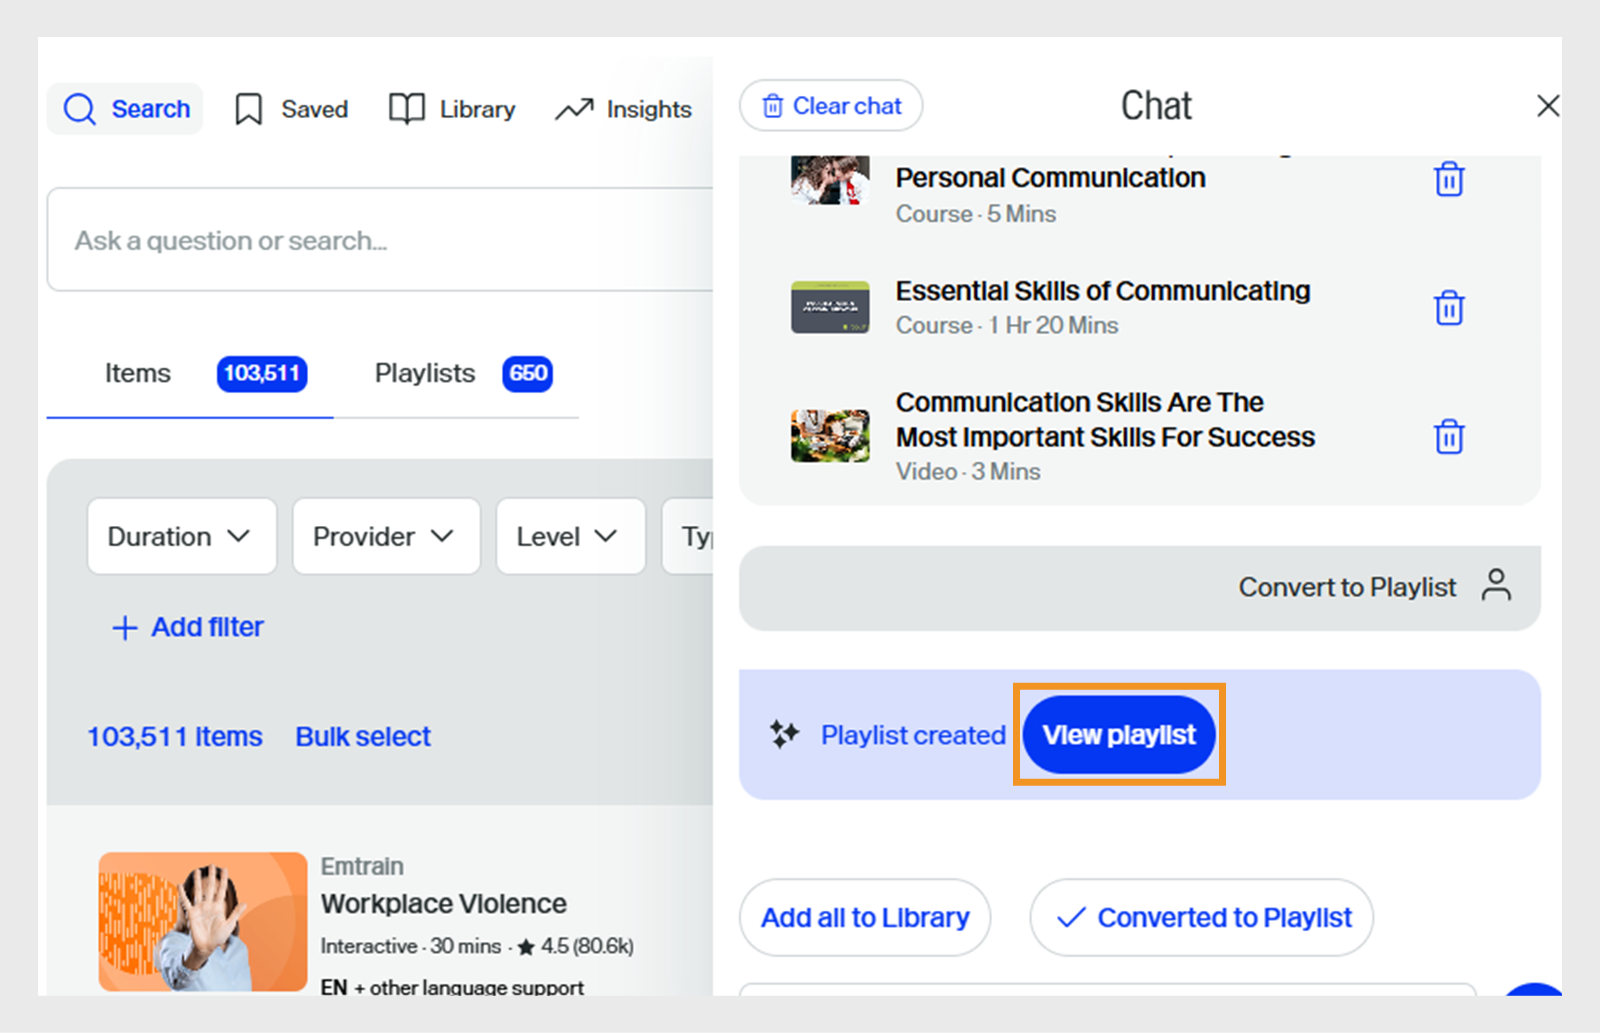 Search
Saved
Library
Insights
Ask a question or search...
Items 103,511
Playlists 650
Duration
Provider
Level
Add filter
103,511 Items
Bulk select
Emtrain
Workplace Violence
Interactive · 30 mins · ★ 4.5 (80.6k)
EN + other language support
Clear chat
Chat
Personal Communication
Course · 5 Mins
Essential Skills of Communicating
Course · 1 Hr 20 Mins
Communication Skills Are The
Most Important Skills For Success
Video · 3 Mins
Convert to Playlist
Playlist created
View playlist
Add all to Library
Converted to Playlist